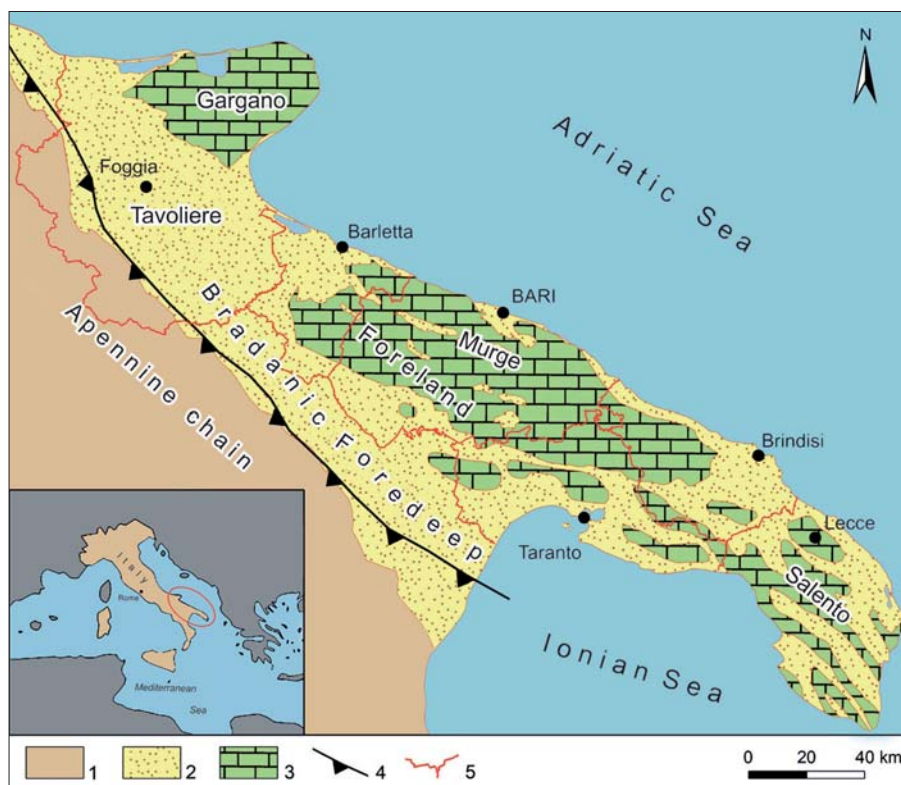 N
Gargano
Adriatic Sea
Foggia
Tavoliere
Barletta
BARI
Murge
Foreland
Bradanic Foredeep
Apennine chain
Brindisi
Lecce
Taranto
Salento
Ionian Sea
Italy
Rome
Mediterranean
Sea
1 2 3 4 5
0 20 40 km